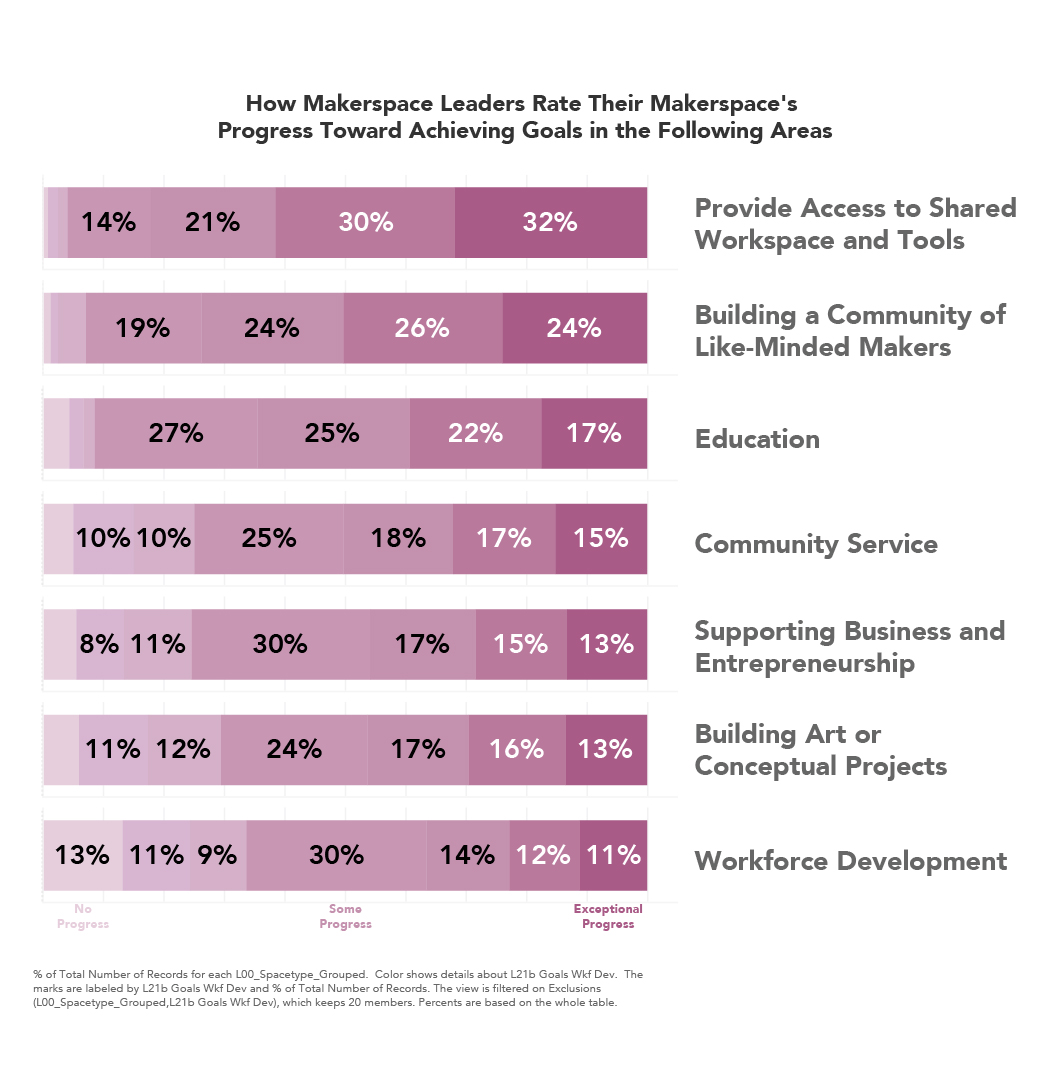 How Makerspace Leaders Rate Their Makerspace's
Progress Toward Achieving Goals in the Following Areas
14% 21% 30% 32%
Provide Access to Shared
Workspace and Tools
19% 24% 26% 24%
Building a Community of
Like-Minded Makers
27% 25% 22% 17%
Education
10% 10% 25% 18% 17% 15%
Community Service
8% 11% 30% 17% 15% 13%
Supporting Business and
Entrepreneurship
11% 12% 24% 17% 16% 13%
Building Art or
Conceptual Projects
13% 11% 9% 30% 14% 12% 11%
Workforce Development
No
Progress
Some
Progress
Exceptional
Progress
% of Total Number of Records for each L00_Spacetype_Grouped.  Color shows details about L21b Goals Wkf Dev.  The
marks are labeled by L21b Goals Wkf Dev and % of Total Number of Records. The view is filtered on Exclusions
(L00_Spacetype_Grouped,L21b Goals Wkf Dev), which keeps 20 members. Percents are based on the whole table.